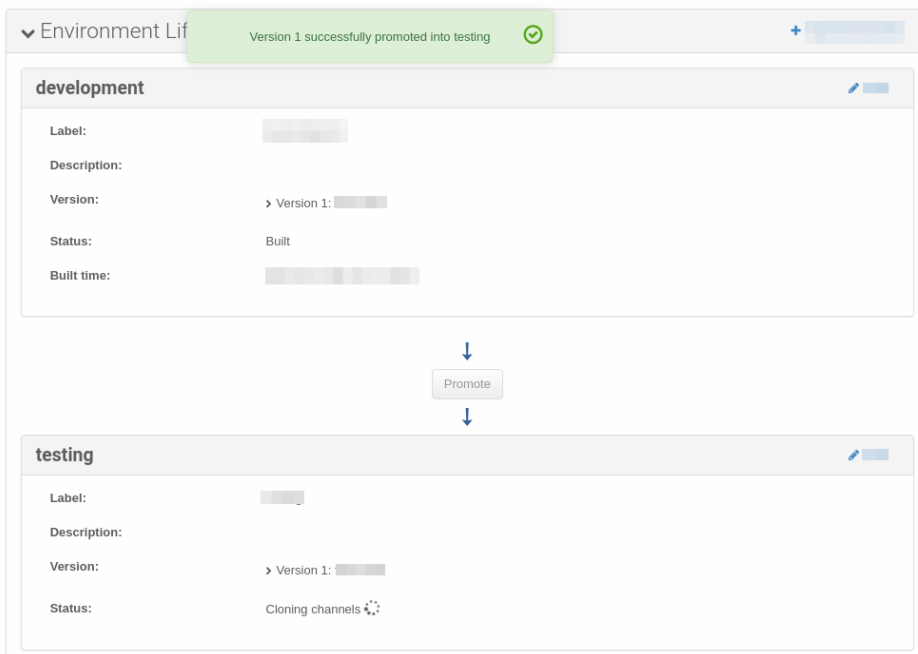 Environment Lif
Version 1 successfully promoted into testing
development
Label:
Description:
Version: Version 1:
Status: Built
Built time:
Promote
testing
Label:
Description:
Version: Version 1:
Status: Cloning channels